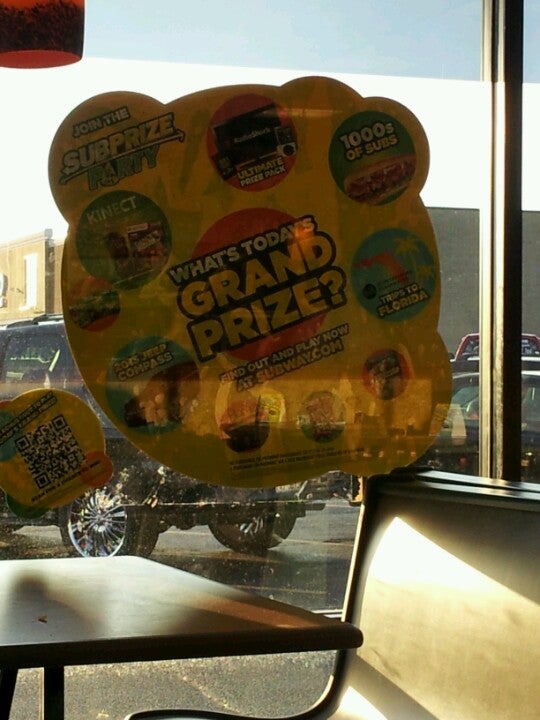 JOIN THE
SUBPRIZE
PARTY
RadioShack
ULTIMATE
PRIZE PACK
1000s
OF SUBS
KINECT
WHAT'S TODAY'S
GRAND
PRIZE?
TRIPS TO
FLORIDA
FIND OUT AND PLAY NOW
AT SUBWAY.COM
JEEP
COMPASS